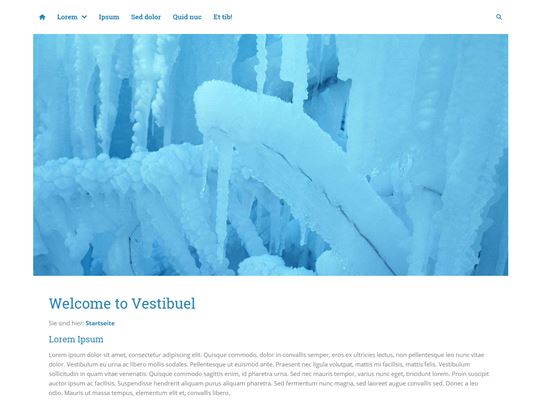 Lorem Ipsum Sed dolor Quid nunc Et tib!
Welcome to Vestibuel
Sie sind hier: Startseite
Lorem Ipsum
Lorem ipsum dolor sit amet, consectetur adipiscing elit. Quisque commodo, dolor in convallis semper, eros ex ultricies lectus, non pellentesque leo nunc vitae
dolor. Vestibulum eu urna ac libero mollis sodales. Pellentesque ut euismod ante. Praesent nec ligula volutpat, mattis mi facilisis, mattis felis. Vestibulum
sollicitudin in quam vitae venenatis. Quisque commodo sagittis enim, id pharetra urna. Sed nec mauris tempor, varius nunc eget, tincidunt lorem. Proin suscipit
auctor ipsum ac facilisis. Suspendisse hendrerit aliquam purus aliquam pharetra. Sed fermentum nunc magna, sed laoreet augue convallis sed. Donec a leo
odio. Mauris ut massa tempus, elementum elit et, convallis libero.